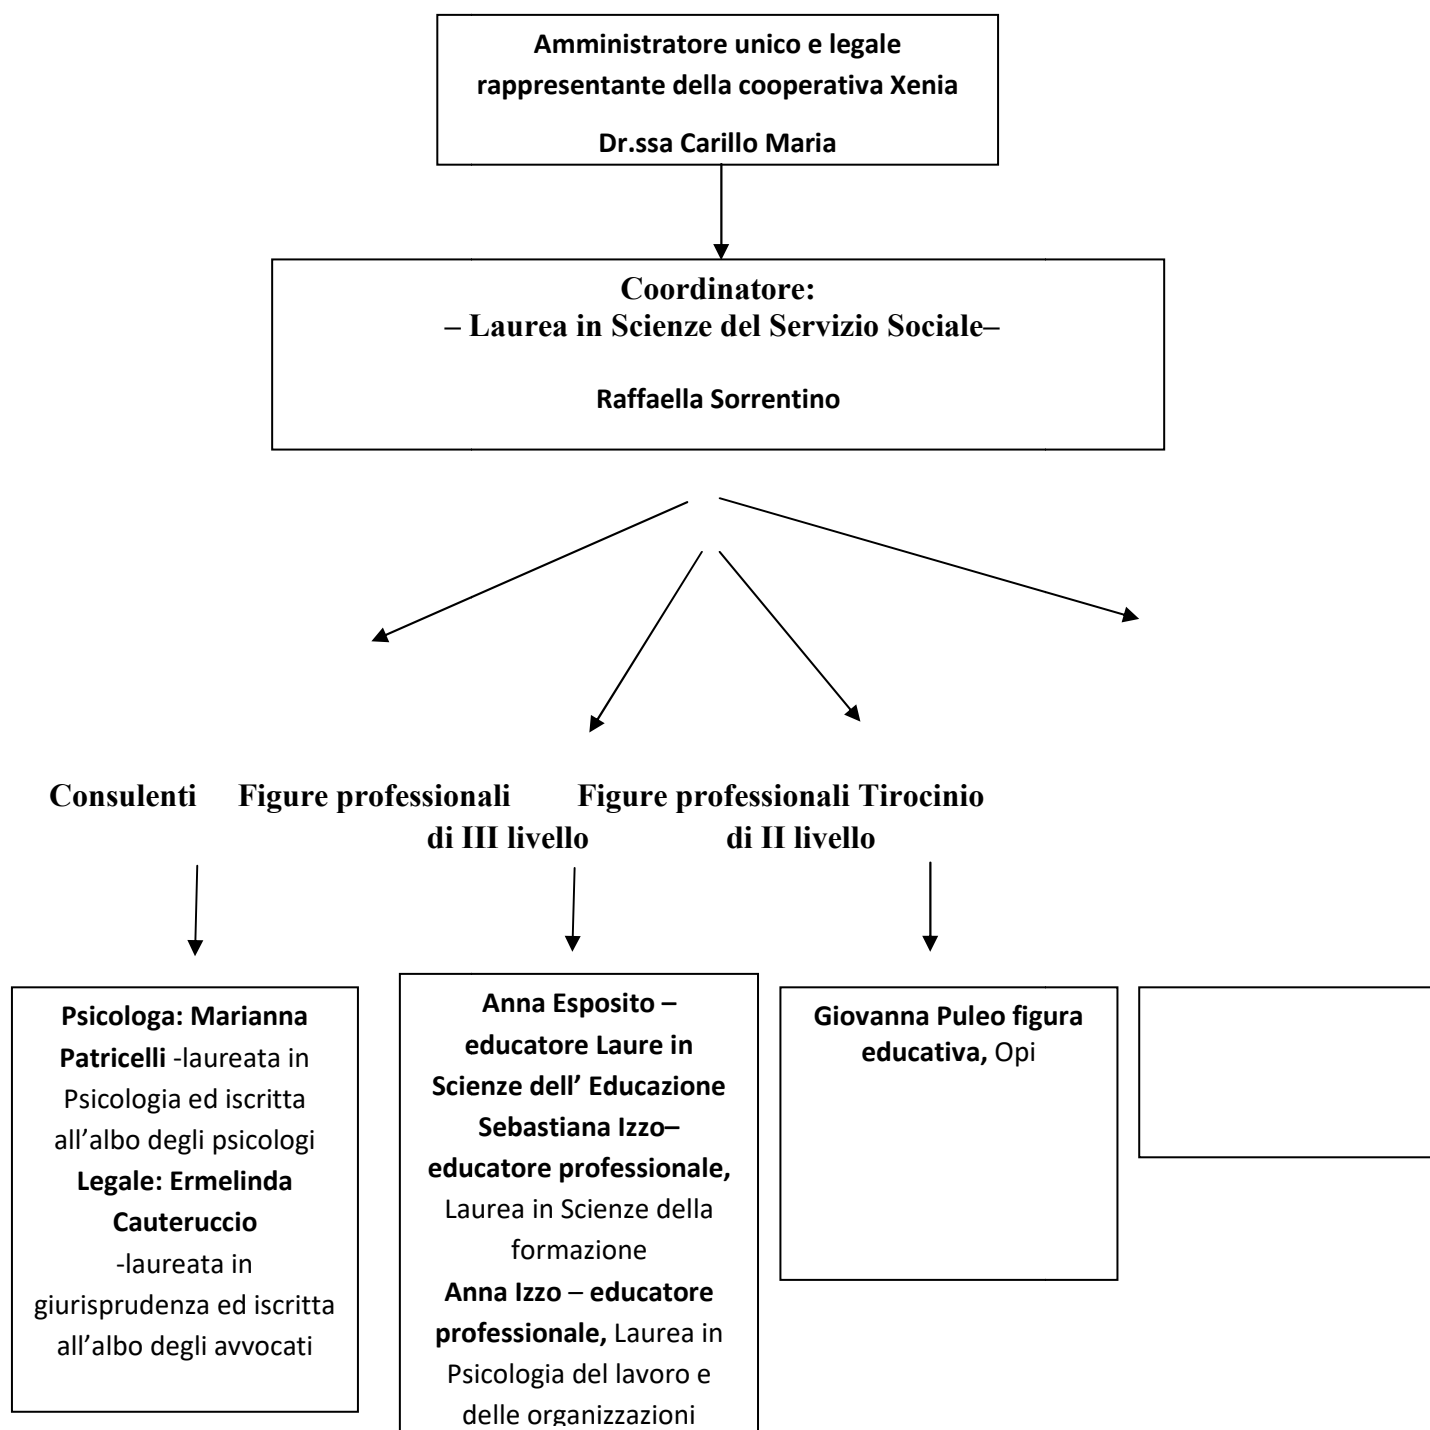 Amministratore unico e legale
rappresentante della cooperativa Xenia
Dr.ssa Carillo Maria
Coordinatore:
– Laurea in Scienze del Servizio Sociale–
Raffaella Sorrentino
Consulenti Figure professionali Figure professionali Tirocinio
di III livello di II livello
Psicologa: Marianna
Patricelli -laureata in
Psicologia ed iscritta
all’albo degli psicologi
Legale: Ermelinda
Cauteruccio
-laureata in
giurisprudenza ed iscritta
all’albo degli avvocati
Anna Esposito –
educatore Laure in
Scienze dell’ Educazione
Sebastiana Izzo–
educatore professionale,
Laurea in Scienze della
formazione
Anna Izzo – educatore
professionale, Laurea in
Psicologia del lavoro e
delle organizzazioni
Giovanna Puleo figura
educativa, Opi